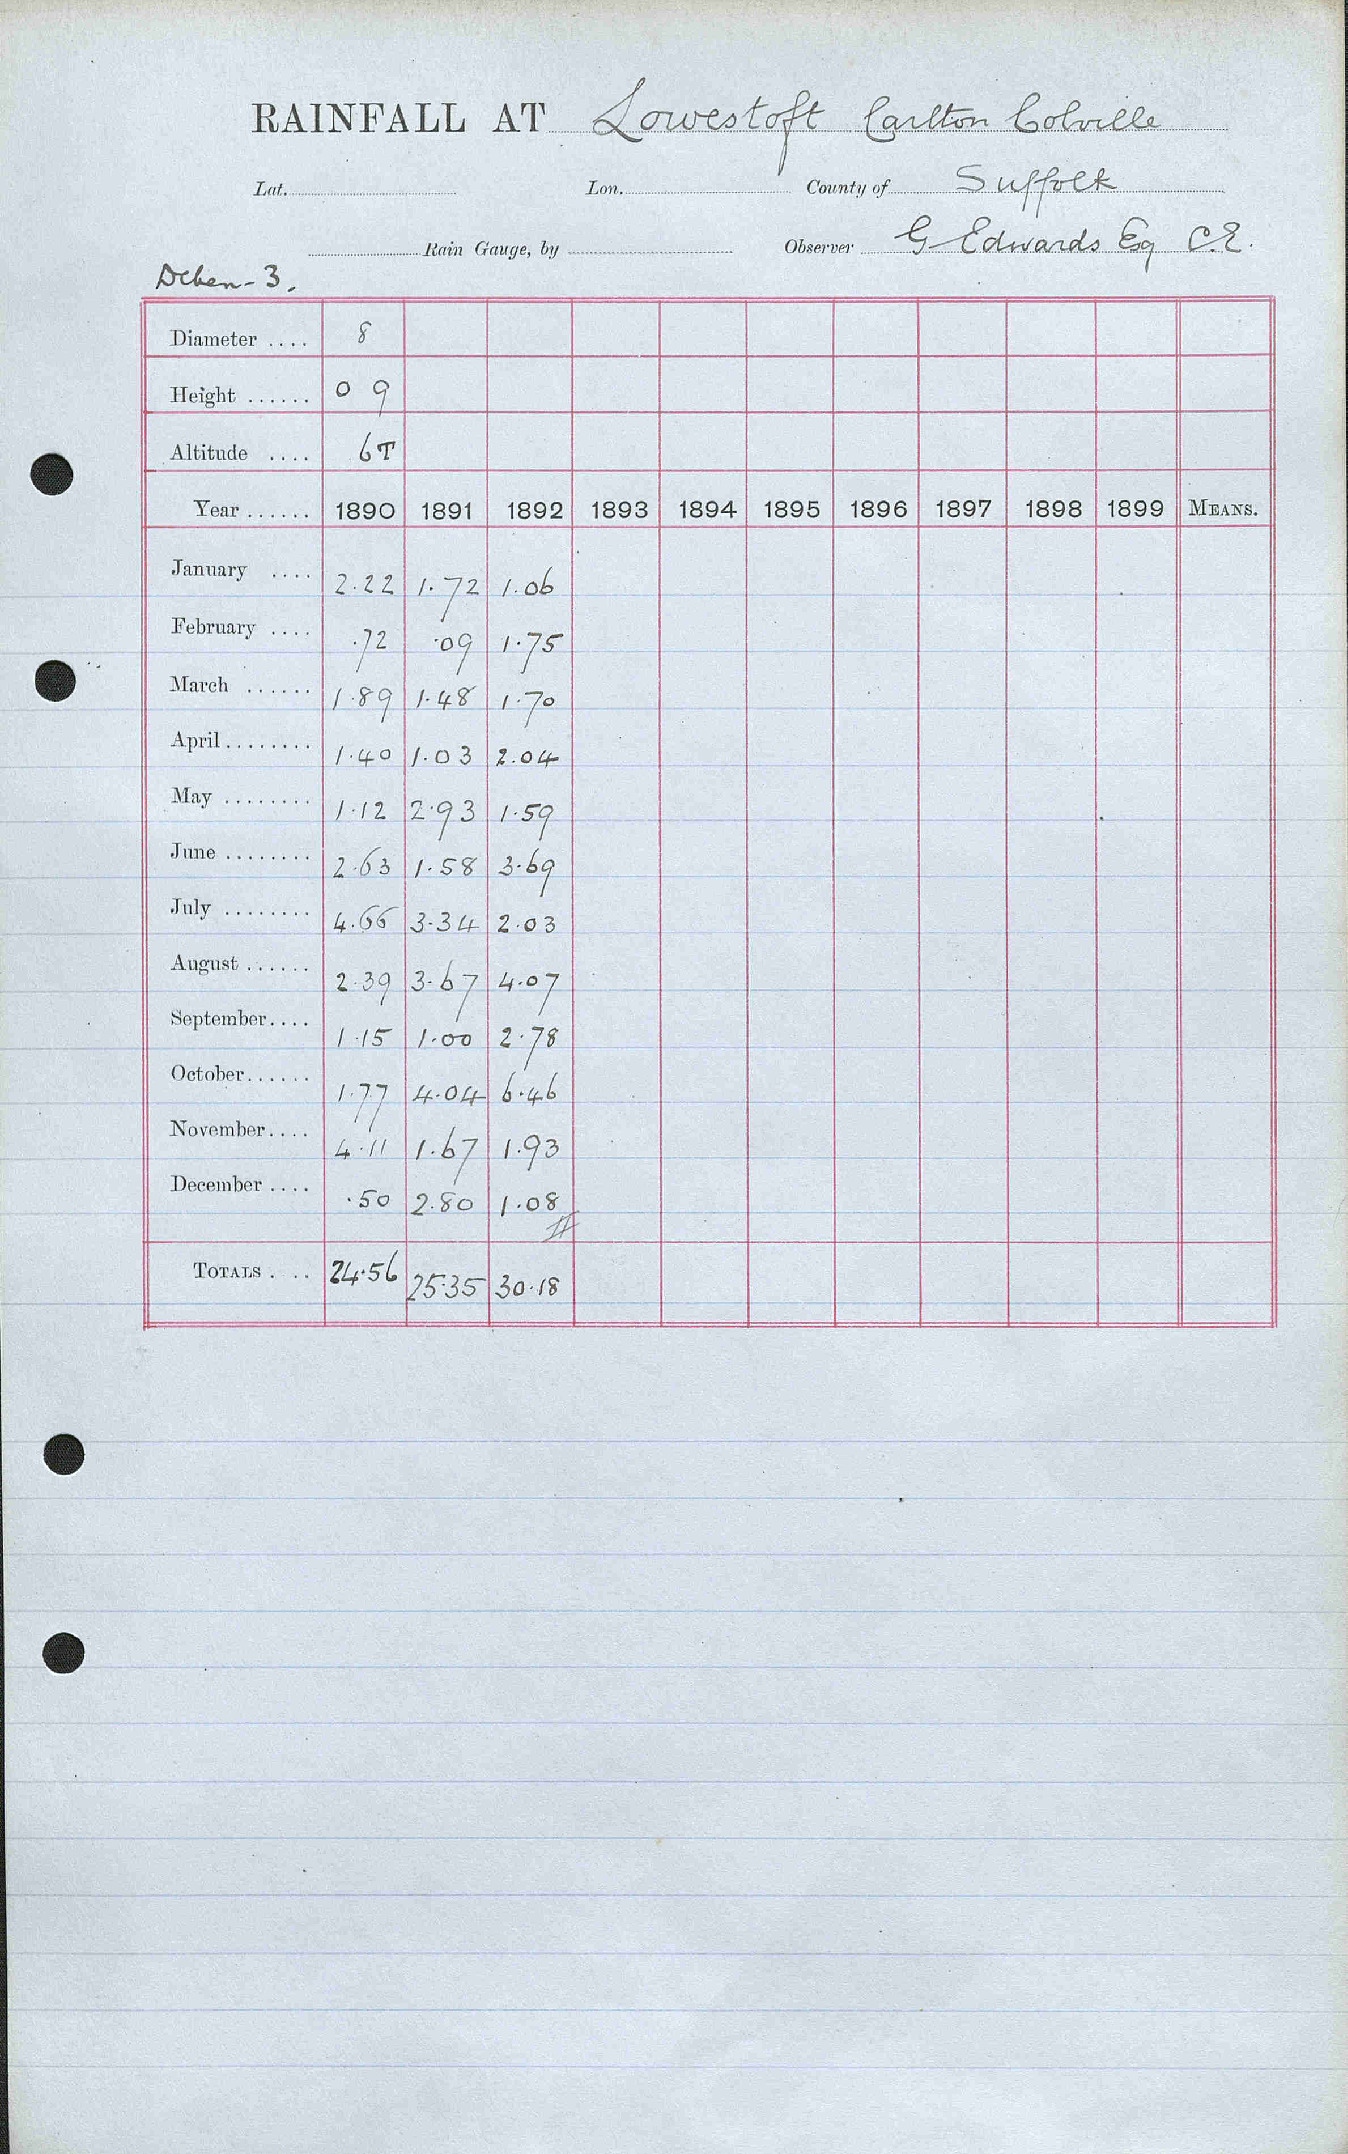 RAINFALL AT Lowestoft Carlton Colville
Lat. Lon. County of Suffolk
Rain Gauge, by Observer G Edwards Esq C.E.
Deben - 3.
Diameter .... 8
Height ...... 0 9
Altitude .... 6T
Year ...... 1890 1891 1892 1893 1894 1895 1896 1897 1898 1899 MEANS.
January .... 2.22 1.72 1.06
February .... .72 .09 1.75
March ...... 1.89 1.48 1.70
April ........ 1.40 1.03 2.04
May ........ 1.12 2.93 1.59
June ........ 2.63 1.58 3.69
July ........ 4.66 3.34 2.03
August ...... 2.39 3.67 4.07
September.... 1.15 1.00 2.78
October...... 1.77 4.04 6.46
November.... 4.11 1.67 1.93
December .... .50 2.80 1.08
TOTALS . .. 24.56 25.35 30.18